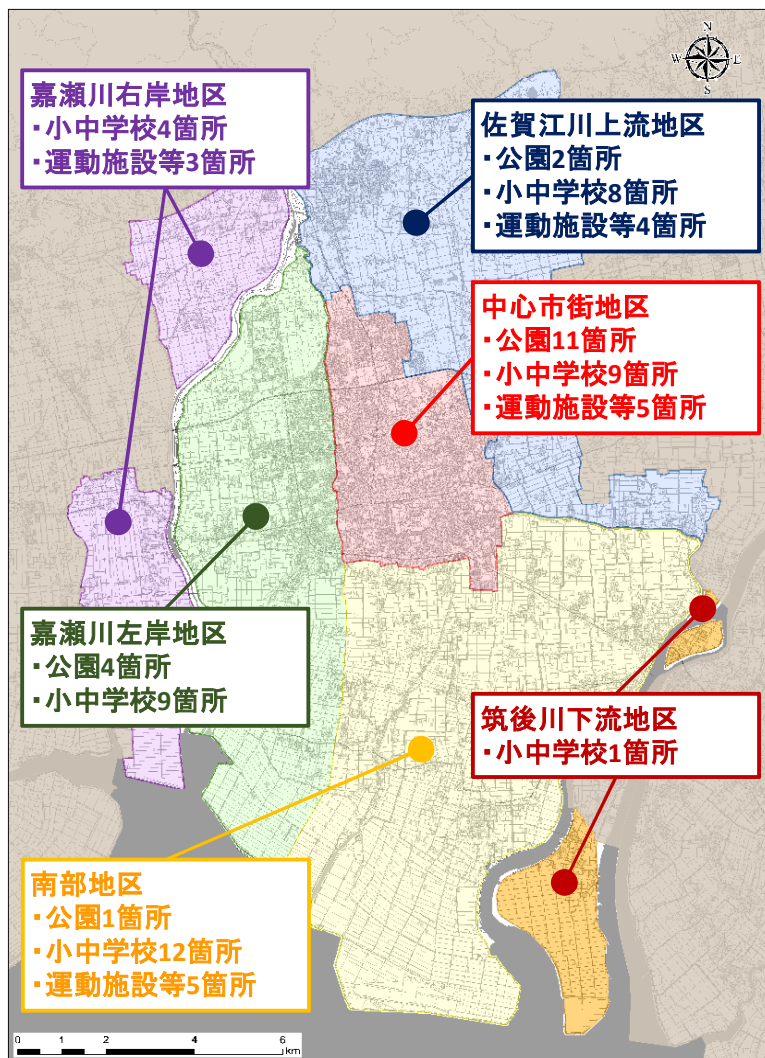 N
W E
S
嘉瀬川右岸地区
・小中学校4箇所
・運動施設等3箇所
佐賀江川上流地区
・公園2箇所
・小中学校8箇所
・運動施設等4箇所
中心市街地区
・公園11箇所
・小中学校9箇所
・運動施設等5箇所
嘉瀬川左岸地区
・公園4箇所
・小中学校9箇所
筑後川下流地区
・小中学校1箇所
南部地区
・公園1箇所
・小中学校12箇所
・運動施設等5箇所
0 1 2 4 6
km